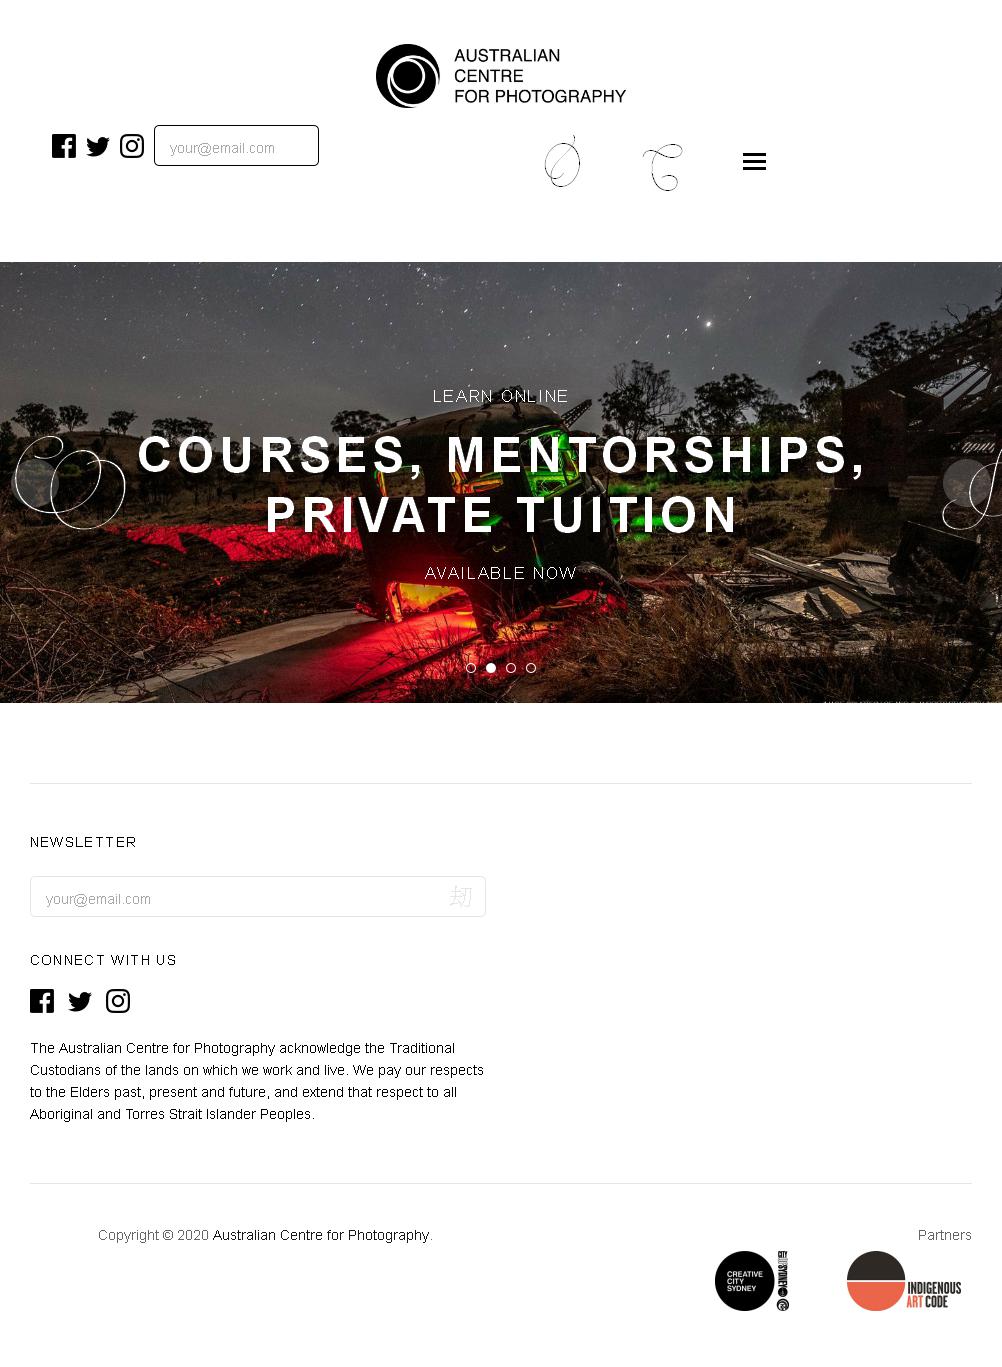 AUSTRALIAN
CENTRE
FOR PHOTOGRAPHY
your@email.com
LEARN ONLINE
COURSES, MENTORSHIPS,
PRIVATE TUITION
AVAILABLE NOW
NEWSLETTER
your@email.com
CONNECT WITH US
The Australian Centre for Photography acknowledge the Traditional
Custodians of the lands on which we work and live. We pay our respects
to the Elders past, present and future, and extend that respect to all
Aboriginal and Torres Strait Islander Peoples.
Copyright © 2020 Australian Centre for Photography.
Partners
CREATIVE
CITY
SYDNEY
INDIGENOUS
ART CODE